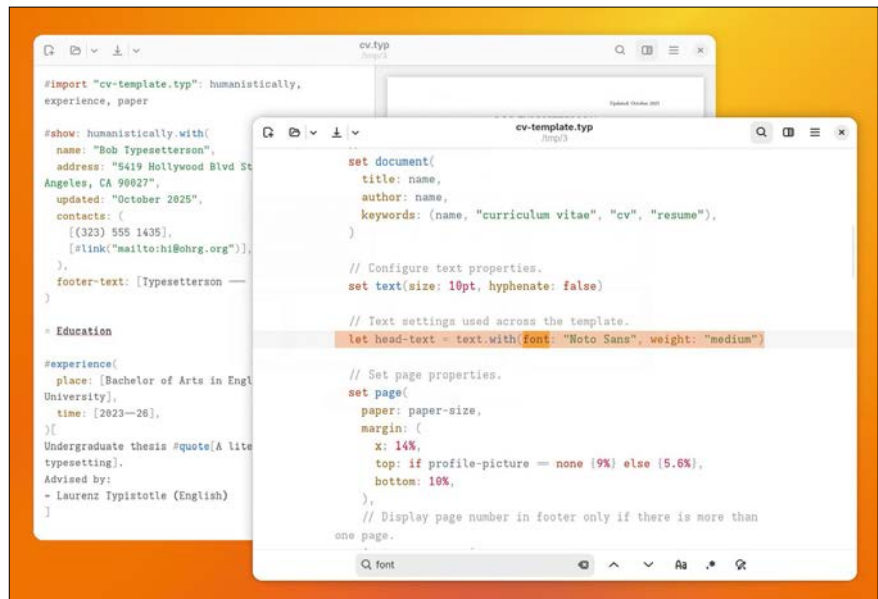 cv.typ
/tmp/3
#import "cv-template.typ": humanistically,
experience, paper
#show: humanistically.with(
name: "Bob Typesetterson",
address: "5419 Hollywood Blvd St
Angeles, CA 90027",
updated: "October 2025",
contacts: (
[(323) 555 1435],
[#link("mailto:hi@ohrg.org")],
),
footer-text: [Typesetterson —
)
= Education
#experience(
place: [Bachelor of Arts in Engl
University],
time: [2023—26],
)[
Undergraduate thesis #quote[A lite
typesetting].
Advised by:
- Laurenz Typistotle (English)
]
Updated: October 2025
cv-template.typ
/tmp/3
set document(
title: name,
author: name,
keywords: (name, "curriculum vitae", "cv", "resume"),
)
// Configure text properties.
set text(size: 10pt, hyphenate: false)
// Text settings used across the template.
let head-text = text.with(font: "Noto Sans", weight: "medium")
// Set page properties.
set page(
paper: paper-size,
margin: (
x: 14%,
top: if profile-picture == none {9%} else {5.6%},
bottom: 10%,
),
// Display page number in footer only if there is more than
one page.
font
Aa
.*